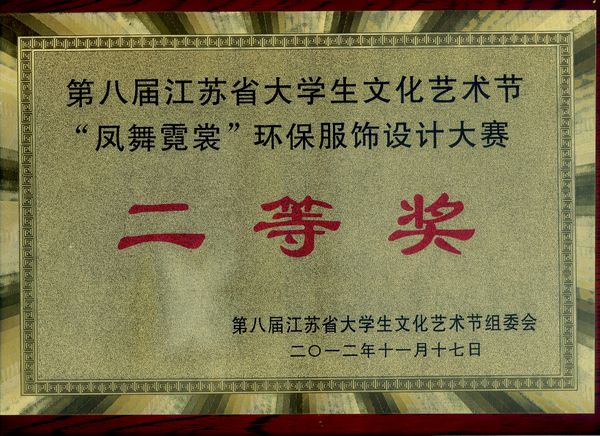 第八届江苏省大学生文化艺术节
“凤舞霓裳”环保服饰设计大赛
二等奖
第八届江苏省大学生文化艺术节组委会
二〇一二年十一月十七日